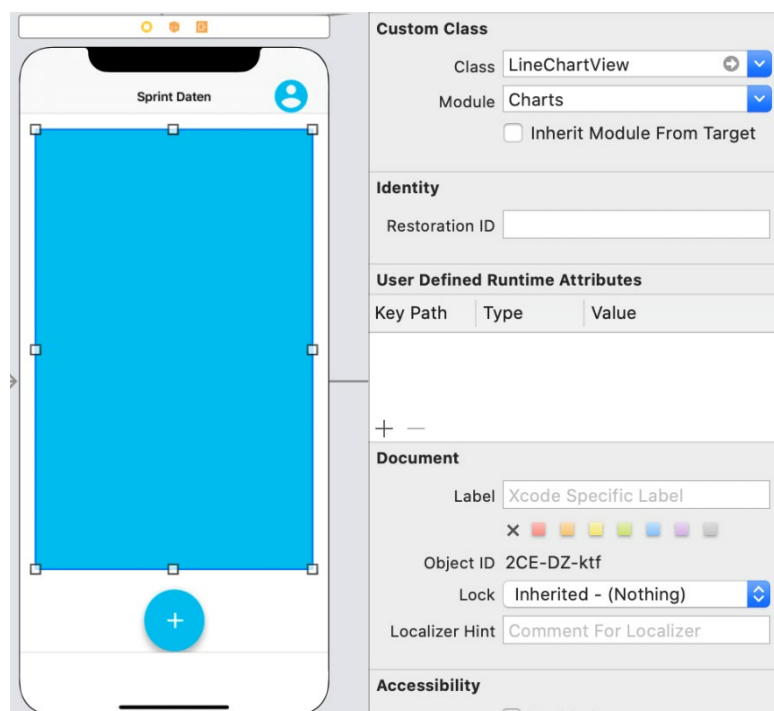 Sprint Daten
+
Custom Class
Class LineChartView
Module Charts
Inherit Module From Target
Identity
Restoration ID
User Defined Runtime Attributes
Key Path Type Value
+ −
Document
Label Xcode Specific Label
Object ID 2CE-DZ-ktf
Lock Inherited - (Nothing)
Localizer Hint Comment For Localizer
Accessibility